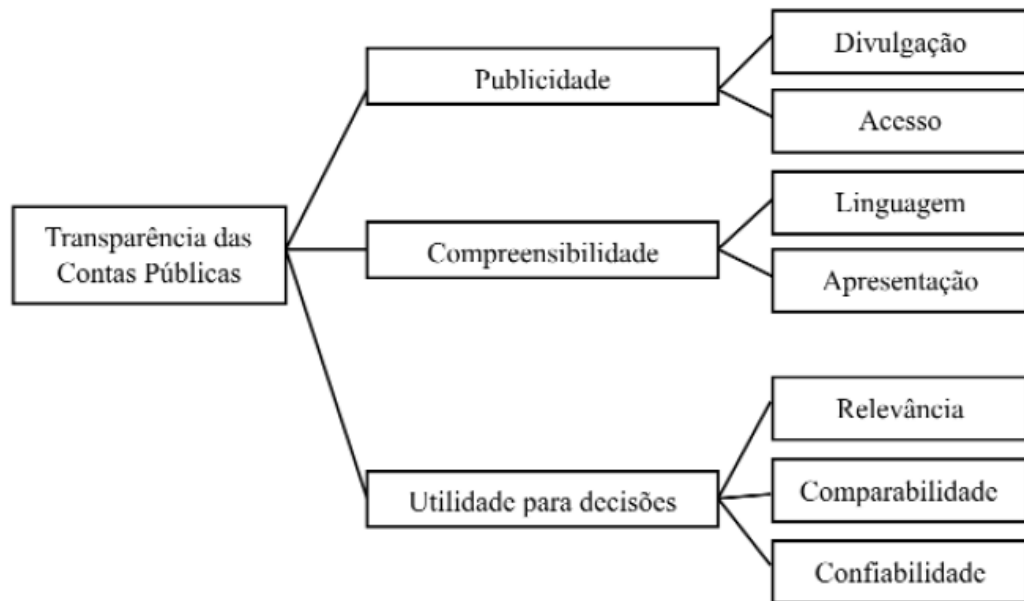 Divulgação
Publicidade
Acesso
Linguagem
Transparência das
Contas Públicas
Compreensibilidade
Apresentação
Relevância
Utilidade para decisões
Comparabilidade
Confiabilidade